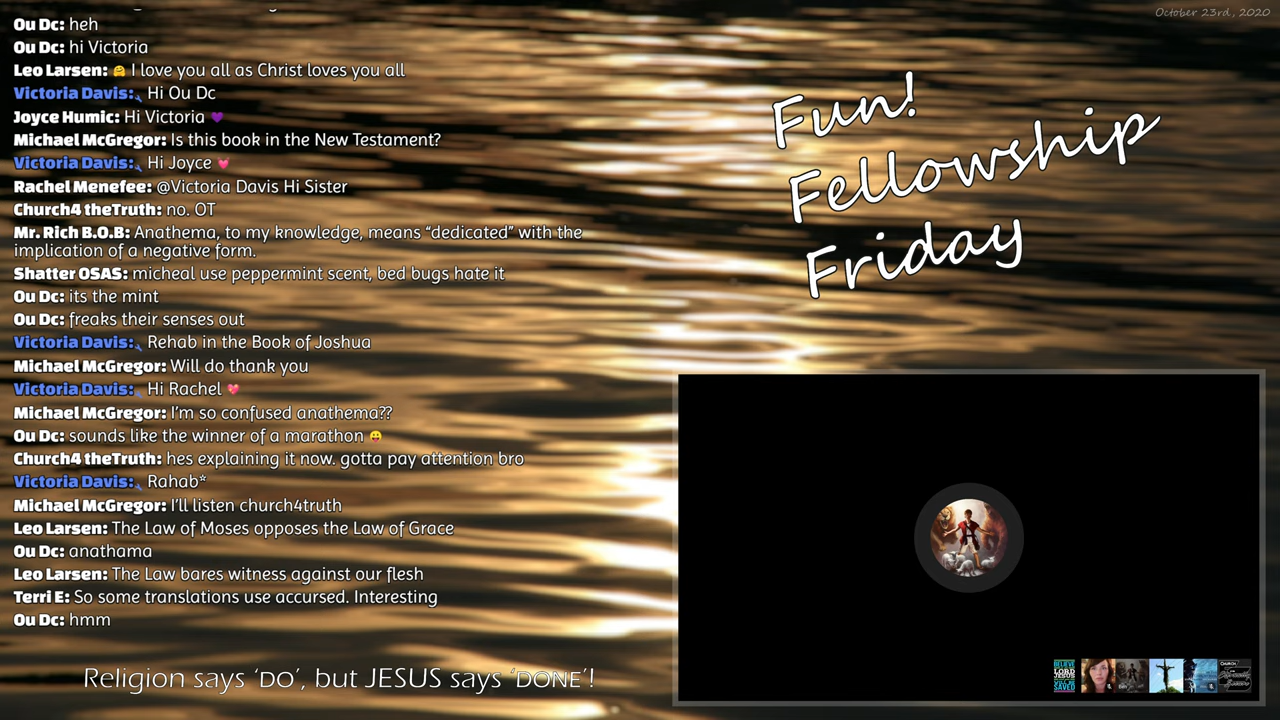 October 23rd, 2020
Ou Dc: heh
Ou Dc: hi Victoria
Leo Larsen: 🤗 I love you all as Christ loves you all
Victoria Davis: Hi Ou Dc
Joyce Humic: Hi Victoria 💜
Michael McGregor: Is this book in the New Testament?
Victoria Davis: Hi Joyce 💓
Rachel Menefee: @Victoria Davis Hi Sister
Church4 theTruth: no. OT
Mr. Rich B.O.B: Anathema, to my knowledge, means “dedicated” with the
implication of a negative form.
Shatter OSAS: micheal use peppermint scent, bed bugs hate it
Ou Dc: its the mint
Ou Dc: freaks their senses out
Victoria Davis: Rehab in the Book of Joshua
Michael McGregor: Will do thank you
Victoria Davis: Hi Rachel 💖
Michael McGregor: I’m so confused anathema??
Ou Dc: sounds like the winner of a marathon 😛
Church4 theTruth: hes explaining it now. gotta pay attention bro
Victoria Davis: Rahab*
Michael McGregor: I’ll listen church4truth
Leo Larsen: The Law of Moses opposes the Law of Grace
Ou Dc: anathama
Leo Larsen: The Law bares witness against our flesh
Terri E: So some translations use accursed. Interesting
Ou Dc: hmm
Religion says ‘DO’, but JESUS says ‘DONE’!
Fun!
Fellowship
Friday
BELIEVE
LORD
JESUS
SAVED